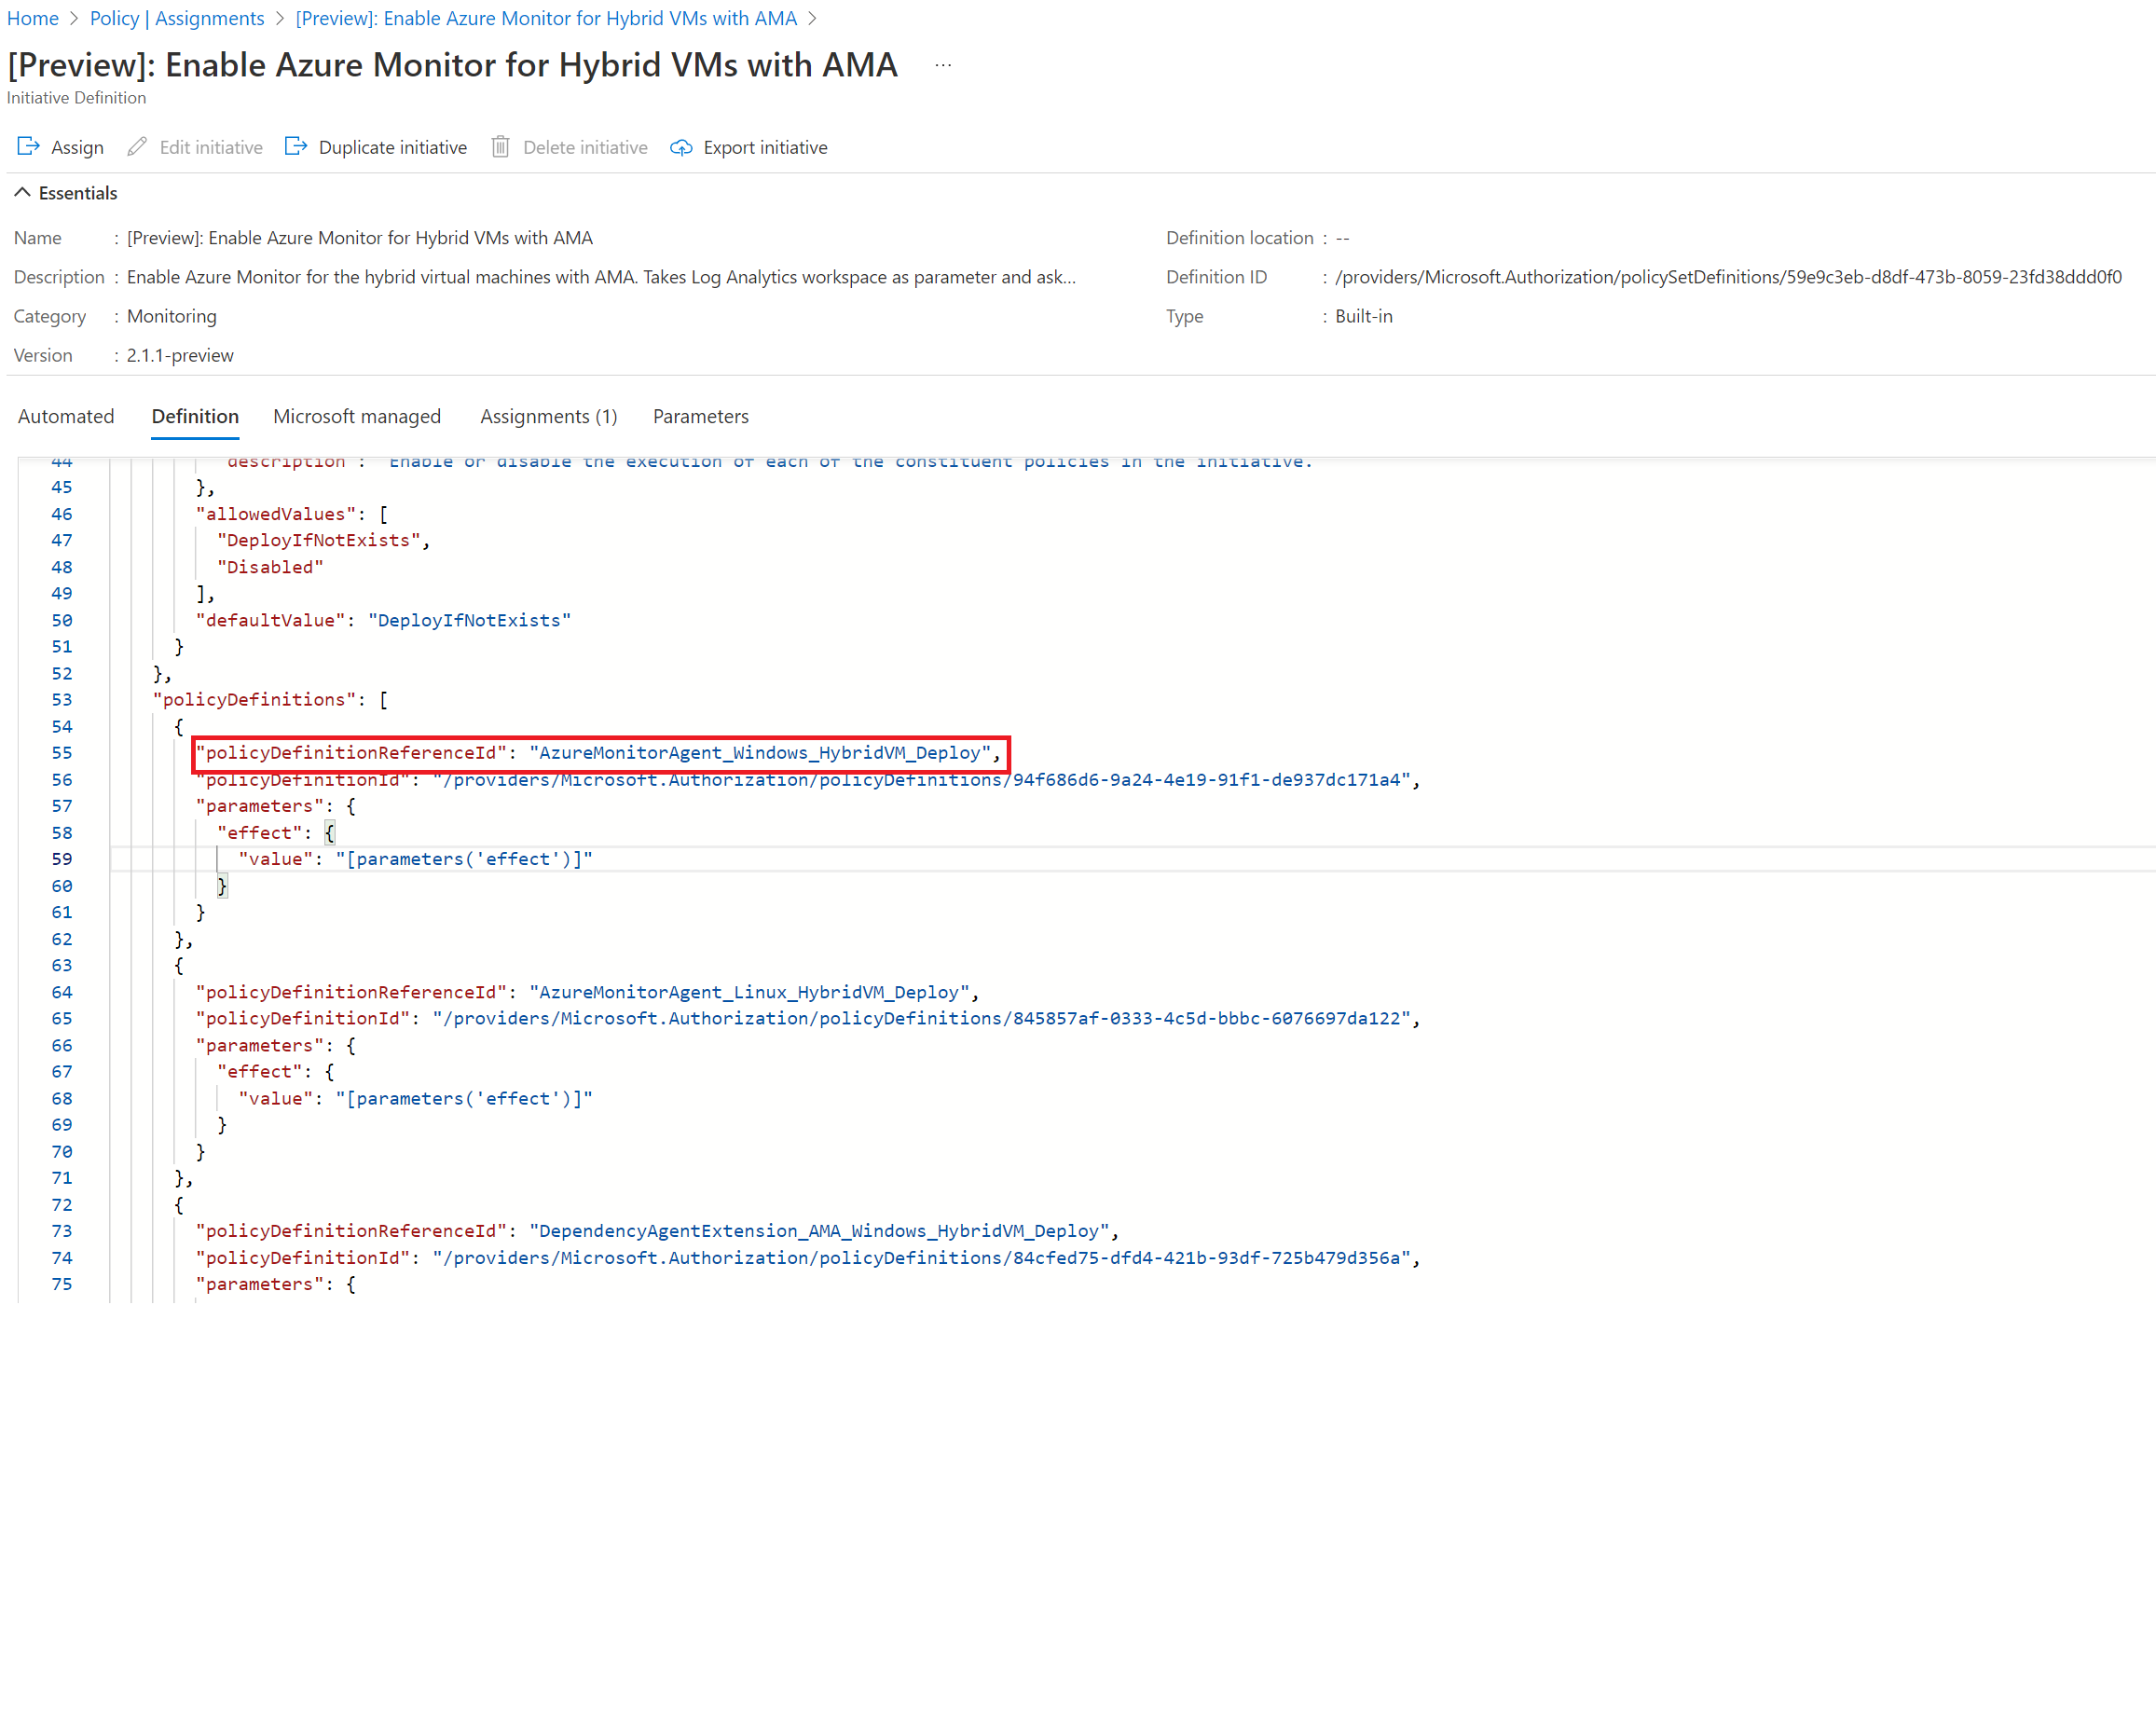 Home > Policy | Assignments > [Preview]: Enable Azure Monitor for Hybrid VMs with AMA >
[Preview]: Enable Azure Monitor for Hybrid VMs with AMA ...
Initiative Definition
Assign Edit initiative Duplicate initiative Delete initiative Export initiative
Essentials
Name : [Preview]: Enable Azure Monitor for Hybrid VMs with AMA Definition location : --
Description : Enable Azure Monitor for the hybrid virtual machines with AMA. Takes Log Analytics workspace as parameter and ask... Definition ID : /providers/Microsoft.Authorization/policySetDefinitions/59e9c3eb-d8df-473b-8059-23fd38ddd0f0
Category : Monitoring Type : Built-in
Version : 2.1.1-preview
Automated Definition Microsoft managed Assignments (1) Parameters
44 "description": "Enable or disable the execution of each of the constituent policies in the initiative."
45 },
46 "allowedValues": [
47 "DeployIfNotExists",
48 "Disabled"
49 ],
50 "defaultValue": "DeployIfNotExists"
51 }
52 },
53 "policyDefinitions": [
54 {
55 "policyDefinitionReferenceId": "AzureMonitorAgent_Windows_HybridVM_Deploy",
56 "policyDefinitionId": "/providers/Microsoft.Authorization/policyDefinitions/94f686d6-9a24-4e19-91f1-de937dc171a4",
57 "parameters": {
58 "effect": {
59 "value": "[parameters('effect')]"
60 }
61 }
62 },
63 {
64 "policyDefinitionReferenceId": "AzureMonitorAgent_Linux_HybridVM_Deploy",
65 "policyDefinitionId": "/providers/Microsoft.Authorization/policyDefinitions/845857af-0333-4c5d-bbbc-6076697da122",
66 "parameters": {
67 "effect": {
68 "value": "[parameters('effect')]"
69 }
70 }
71 },
72 {
73 "policyDefinitionReferenceId": "DependencyAgentExtension_AMA_Windows_HybridVM_Deploy",
74 "policyDefinitionId": "/providers/Microsoft.Authorization/policyDefinitions/84cfed75-dfd4-421b-93df-725b479d356a",
75 "parameters": {